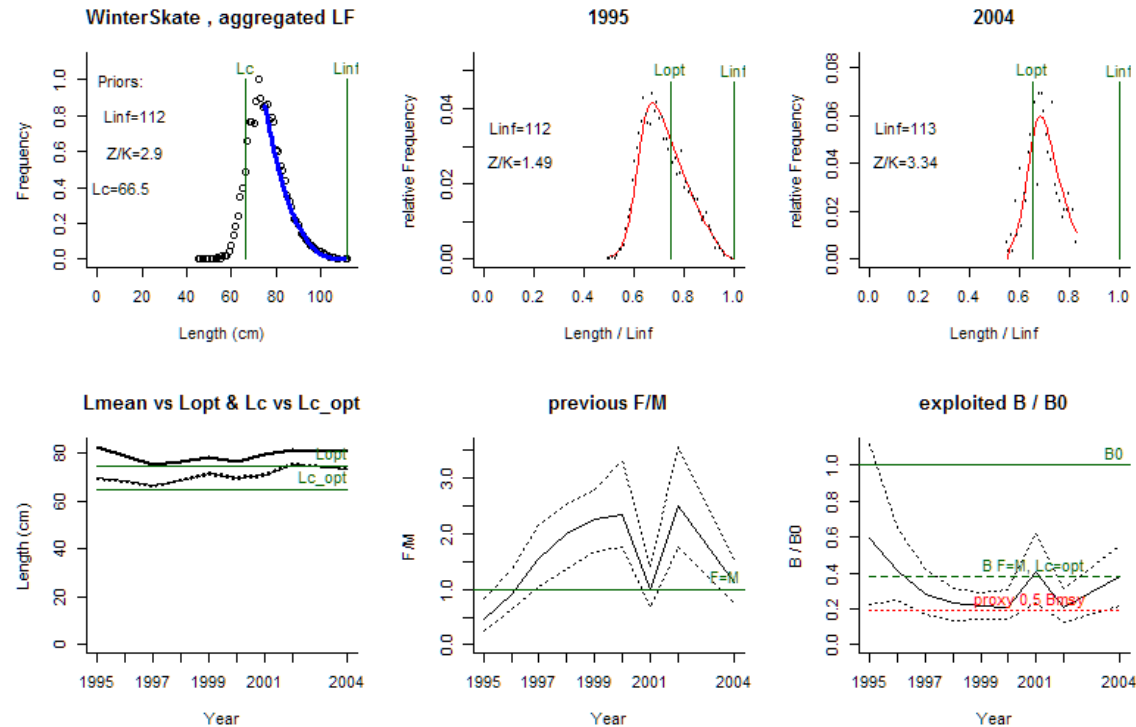 WinterSkate , aggregated LF
Frequency
0.0 0.2 0.4 0.6 0.8 1.0
Lc
Linf
Priors:
Linf=112
Z/K=2.9
Lc=66.5
0 20 40 60 80 100
Length (cm)
1995
relative Frequency
0.00 0.02 0.04
Lopt
Linf
Linf=112
Z/K=1.49
0.0 0.2 0.4 0.6 0.8 1.0
Length / Linf
2004
relative Frequency
0.00 0.02 0.04 0.06 0.08
Lopt
Linf
Linf=113
Z/K=3.34
0.0 0.2 0.4 0.6 0.8 1.0
Length / Linf
Lmean vs Lopt & Lc vs Lc_opt
Length (cm)
0 20 40 60 80
Lopt
Lc_opt
1995 1997 1999 2001 2004
Year
previous F/M
F/M
0.0 1.0 2.0 3.0
F=M
1995 1997 1999 2001 2004
Year
exploited B / B0
B / B0
0.0 0.2 0.4 0.6 0.8 1.0
B0
B F=M, Lc=opt
proxy 0.5 Bmsy
1995 1997 1999 2001 2004
Year